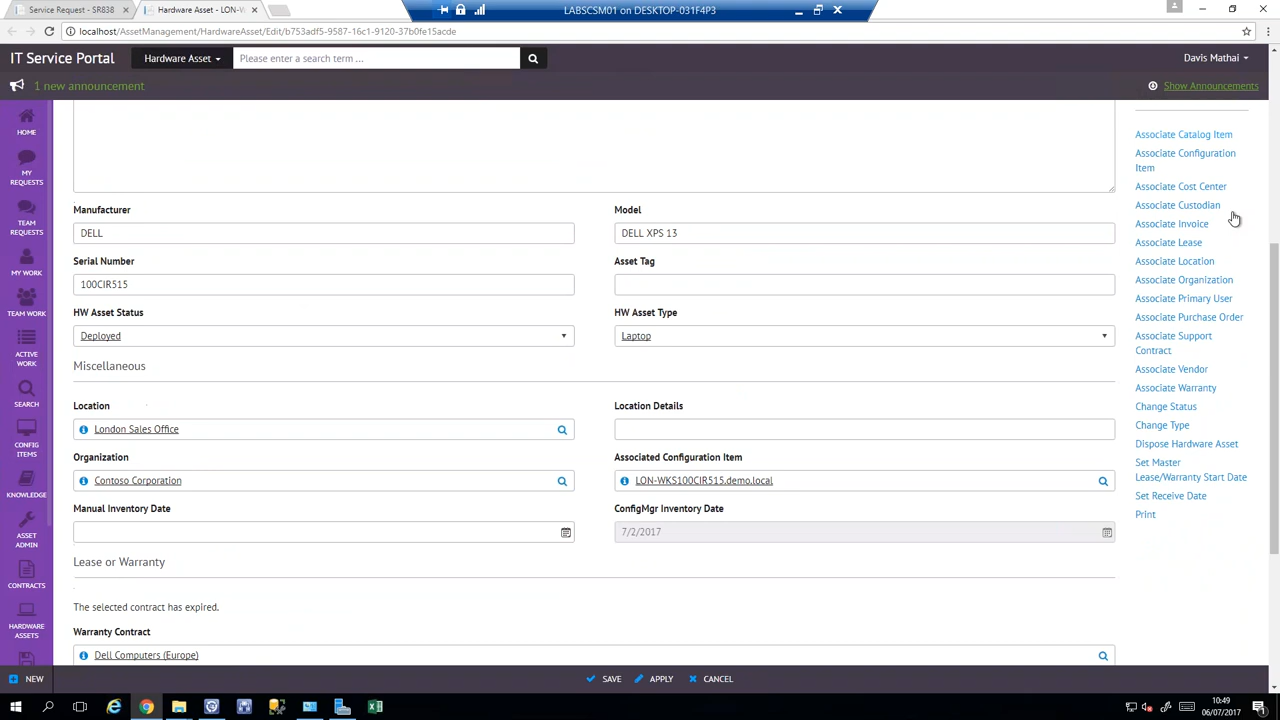 Service Request - SR838
Hardware Asset - LON-W
LABSCSM01 on DESKTOP-031F4P3
localhost/AssetManagement/HardwareAsset/Edit/b753adf5-9587-16c1-9120-37b0fe15acde
IT Service Portal
Hardware Asset
Please enter a search term ...
Davis Mathai
1 new announcement
Show Announcements
HOME
MY
REQUESTS
TEAM
REQUESTS
MY WORK
TEAM WORK
ACTIVE
WORK
SEARCH
CONFIG
ITEMS
KNOWLEDGE
ASSET
ADMIN
CONTRACTS
HARDWARE
ASSETS
NEW
Manufacturer
Model
DELL
DELL XPS 13
Serial Number
Asset Tag
100CIR515
HW Asset Status
HW Asset Type
Deployed
Laptop
Miscellaneous
Location
Location Details
London Sales Office
Organization
Associated Configuration Item
Contoso Corporation
LON-WKS100CIR515.demo.local
Manual Inventory Date
ConfigMgr Inventory Date
7/2/2017
Lease or Warranty
The selected contract has expired.
Warranty Contract
Dell Computers (Europe)
Associate Catalog Item
Associate Configuration
Item
Associate Cost Center
Associate Custodian
Associate Invoice
Associate Lease
Associate Location
Associate Organization
Associate Primary User
Associate Purchase Order
Associate Support
Contract
Associate Vendor
Associate Warranty
Change Status
Change Type
Dispose Hardware Asset
Set Master
Lease/Warranty Start Date
Set Receive Date
Print
SAVE
APPLY
CANCEL
10:49
06/07/2017